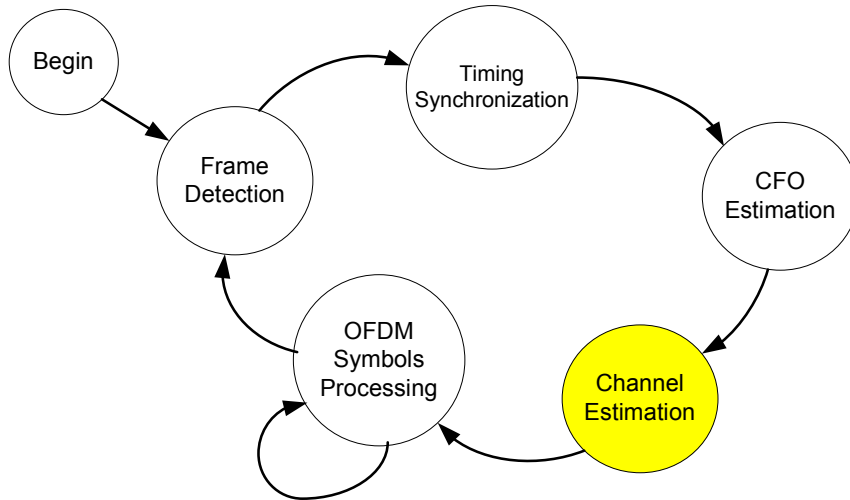 Begin
Frame
Detection
Timing
Synchronization
CFO
Estimation
Channel
Estimation
OFDM
Symbols
Processing